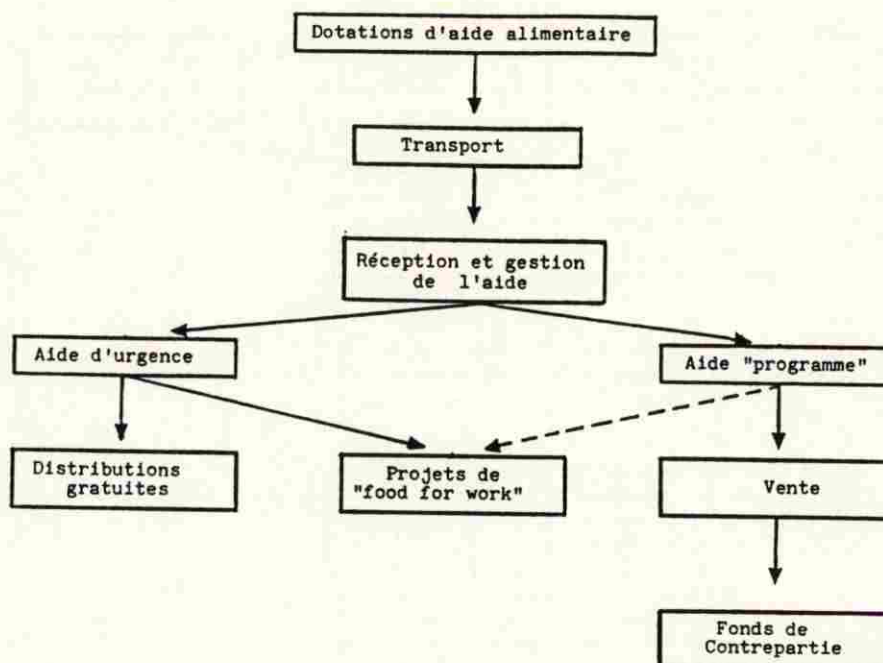 Dotations d'aide alimentaire
Transport
Réception et gestion
de l'aide
Aide d'urgence
Aide "programme"
Distributions
gratuites
Projets de
"food for work"
Vente
Fonds de
Contrepartie